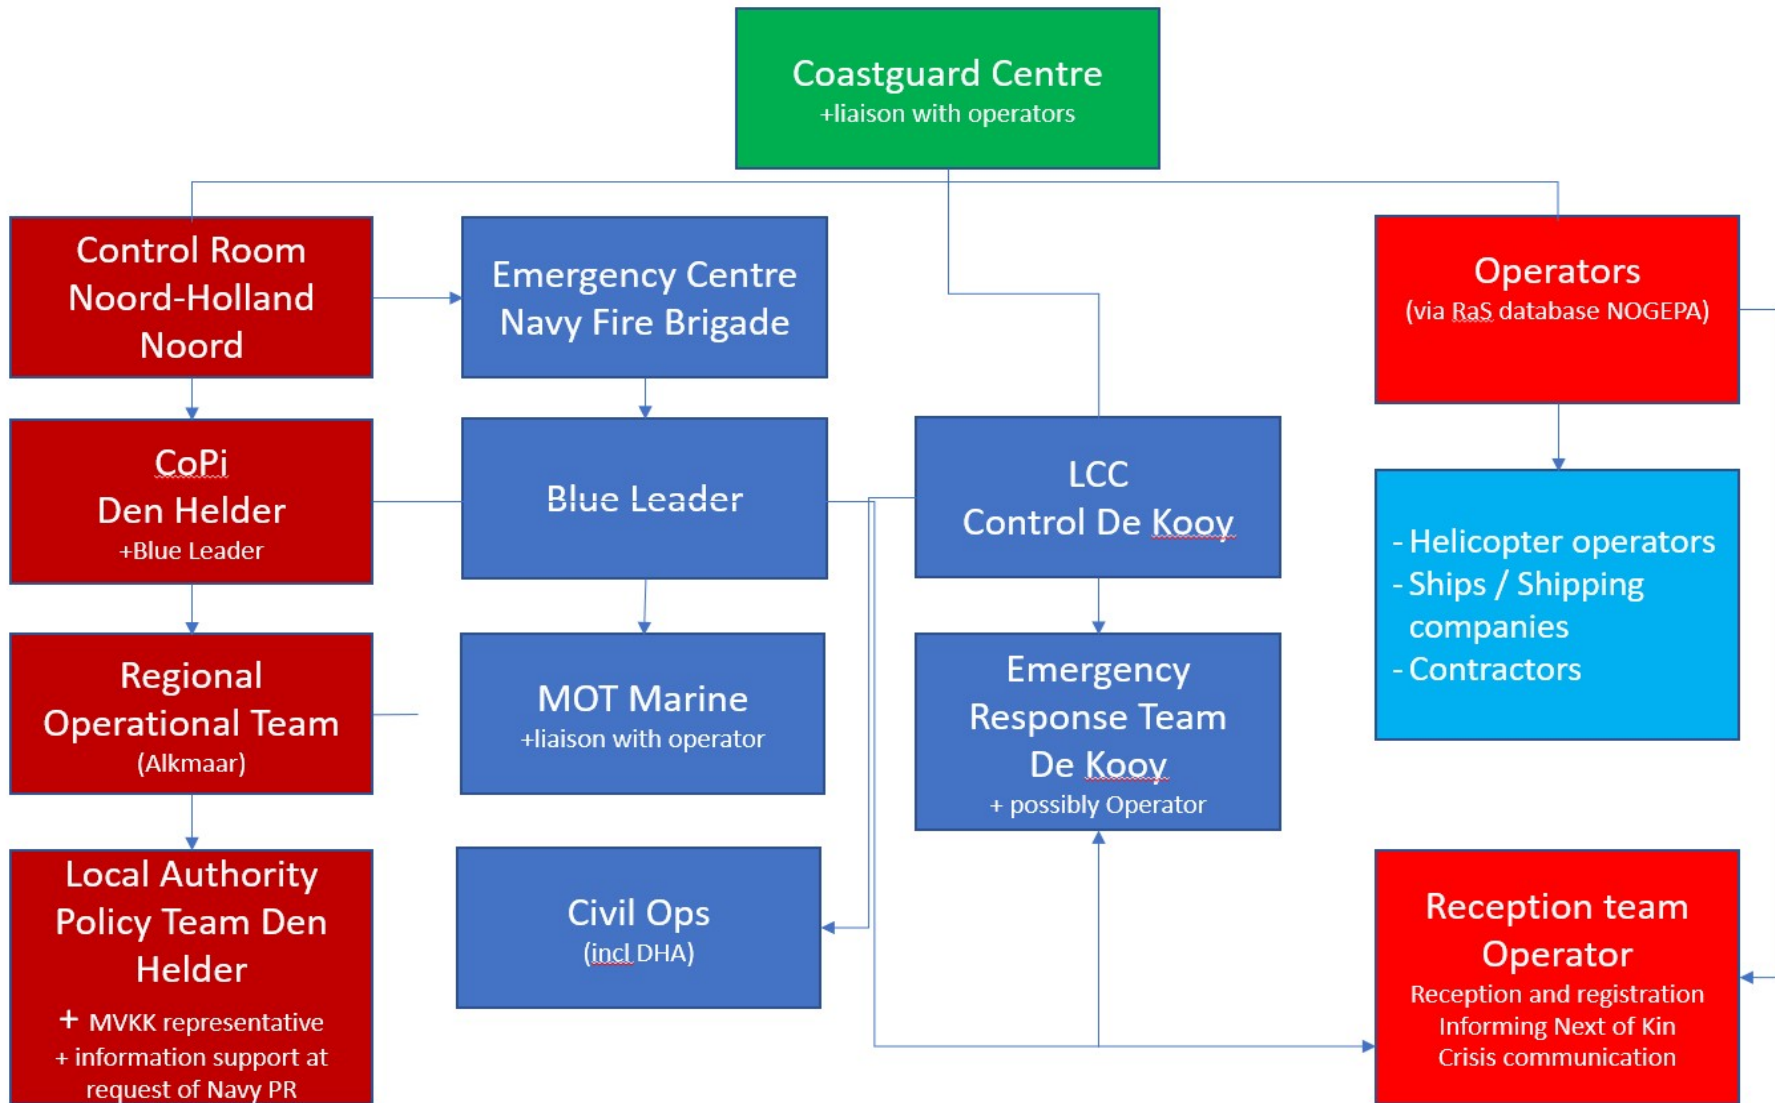 Coastguard Centre
+liaison with operators
Control Room
Noord-Holland
Noord
Emergency Centre
Navy Fire Brigade
Operators
(via RaS database NOGEPA)
CoPi
Den Helder
+Blue Leader
Blue Leader
LCC
Control De Kooy
- Helicopter operators
- Ships / Shipping
companies
- Contractors
Regional
Operational Team
(Alkmaar)
MOT Marine
+liaison with operator
Emergency
Response Team
De Kooy
+ possibly Operator
Local Authority
Policy Team Den
Helder
+ MVKK representative
+ information support at
request of Navy PR
Civil Ops
(incl DHA)
Reception team
Operator
Reception and registration
Informing Next of Kin
Crisis communication